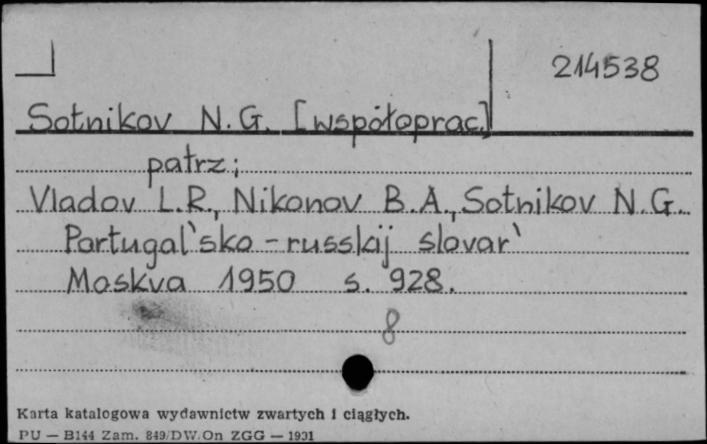 214538
Sotnikov N.G. [współoprac.]
patrz:
Vladov L.R., Nikonov B.A., Sotnikov N.G.
Portugal'sko - russkij slovar'
Moskva 1950 s. 928.
8
Karta katalogowa wydawnictw zwartych i ciągłych.
PU — B144 Zam. 849/DW/On ZGG — 1931